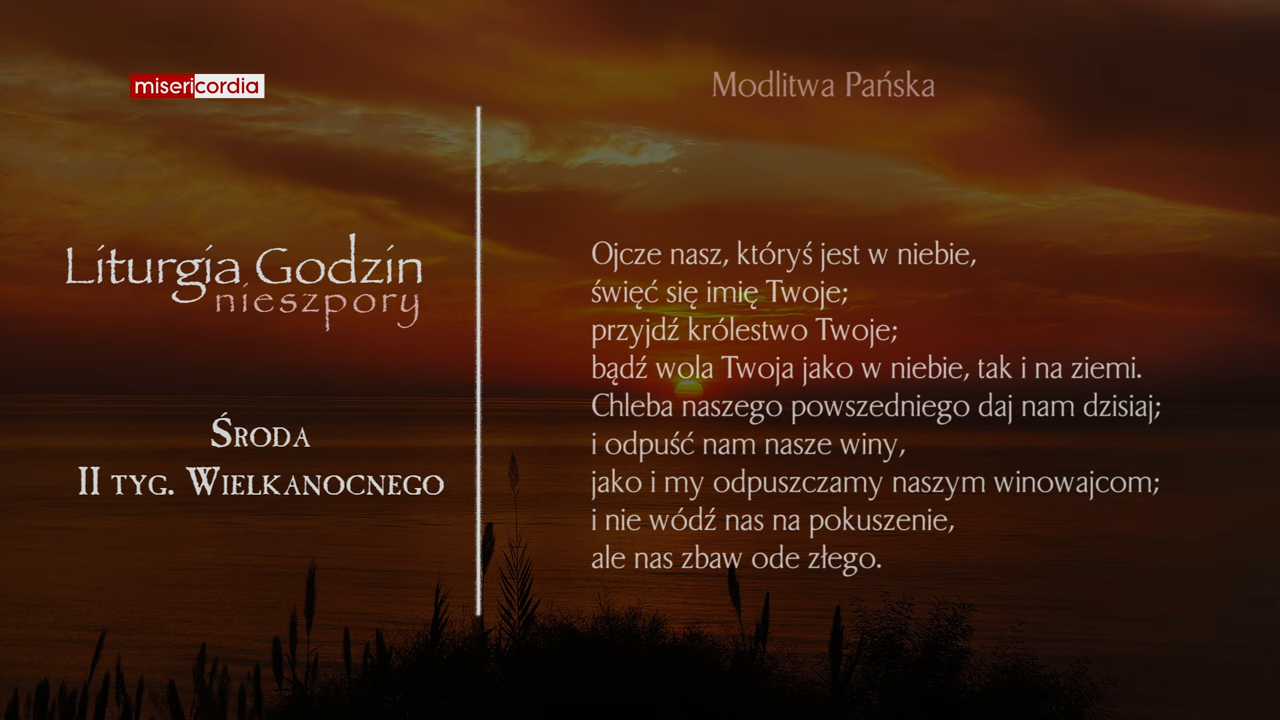 misericordia
Liturgia Godzin
nieszpory
Środa
II tyg. Wielkanocnego
Modlitwa Pańska
Ojcze nasz, któryś jest w niebie,
święć się imię Twoje;
przyjdź królestwo Twoje;
bądź wola Twoja jako w niebie, tak i na ziemi.
Chleba naszego powszedniego daj nam dzisiaj;
i odpuść nam nasze winy,
jako i my odpuszczamy naszym winowajcom;
i nie wódź nas na pokuszenie,
ale nas zbaw ode złego.